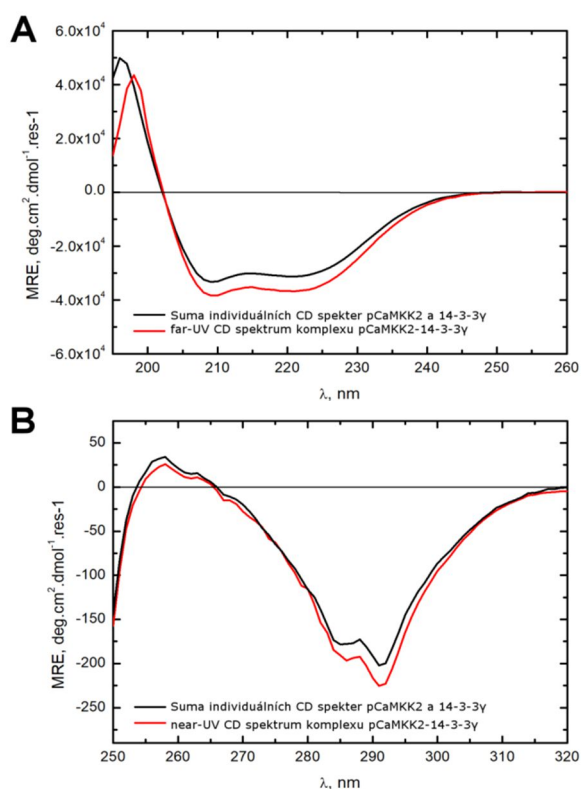 A
6.0x10⁴
4.0x10⁴
2.0x10⁴
0.0
-2.0x10⁴
-4.0x10⁴
-6.0x10⁴
MRE, deg.cm².dmol⁻¹.res-1
Suma individuálních CD spekter pCaMKK2 a 14-3-3γ
far-UV CD spektrum komplexu pCaMKK2-14-3-3γ
200 210 220 230 240 250 260
λ, nm
B
50
0
-50
-100
-150
-200
-250
MRE, deg.cm².dmol⁻¹.res-1
Suma individuálních CD spekter pCaMKK2 a 14-3-3γ
near-UV CD spektrum komplexu pCaMKK2-14-3-3γ
250 260 270 280 290 300 310 320
λ, nm